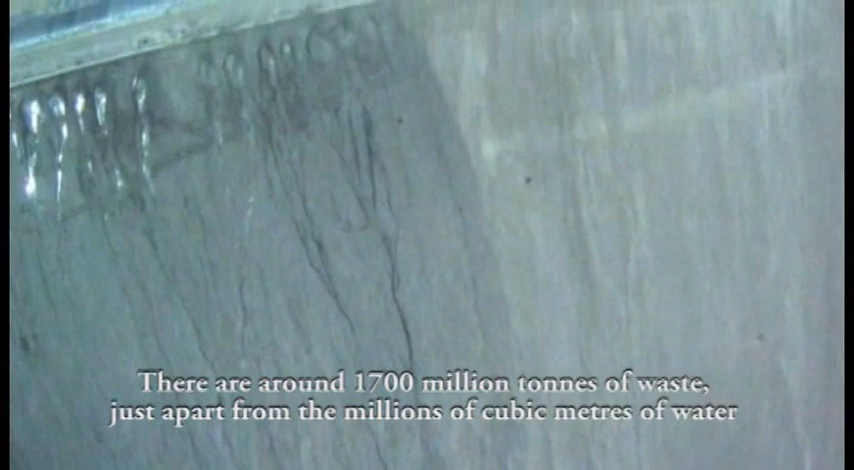 There are around 1700 million tonnes of waste,
just apart from the millions of cubic metres of water